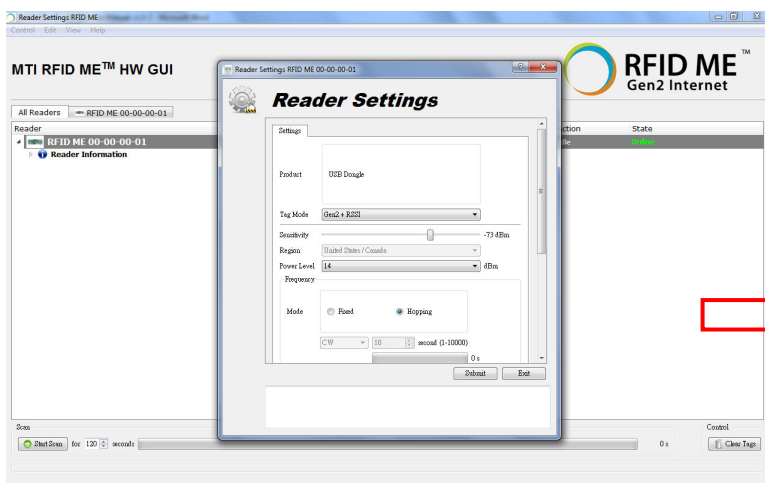 Reader Settings RFID ME
Control Edit View Help
MTI RFID ME™ HW GUI
RFID ME™
Gen2 Internet
All Readers
RFID ME 00-00-00-01
Reader
State
RFID ME 00-00-00-01
Online
Reader Information
Reader Settings RFID ME 00-00-00-01
Reader Settings
Settings
Product USB Dongle
Tag Mode Gen2 + RSSI
Sensitivity -73 dBm
Region United States / Canada
Power Level 14 dBm
Frequency
Mode Fixed Hopping
CW 10 second (1-10000)
0 s
Submit Exit
Scan
Start Scan for 120 seconds
0 s
Control
Clear Tags